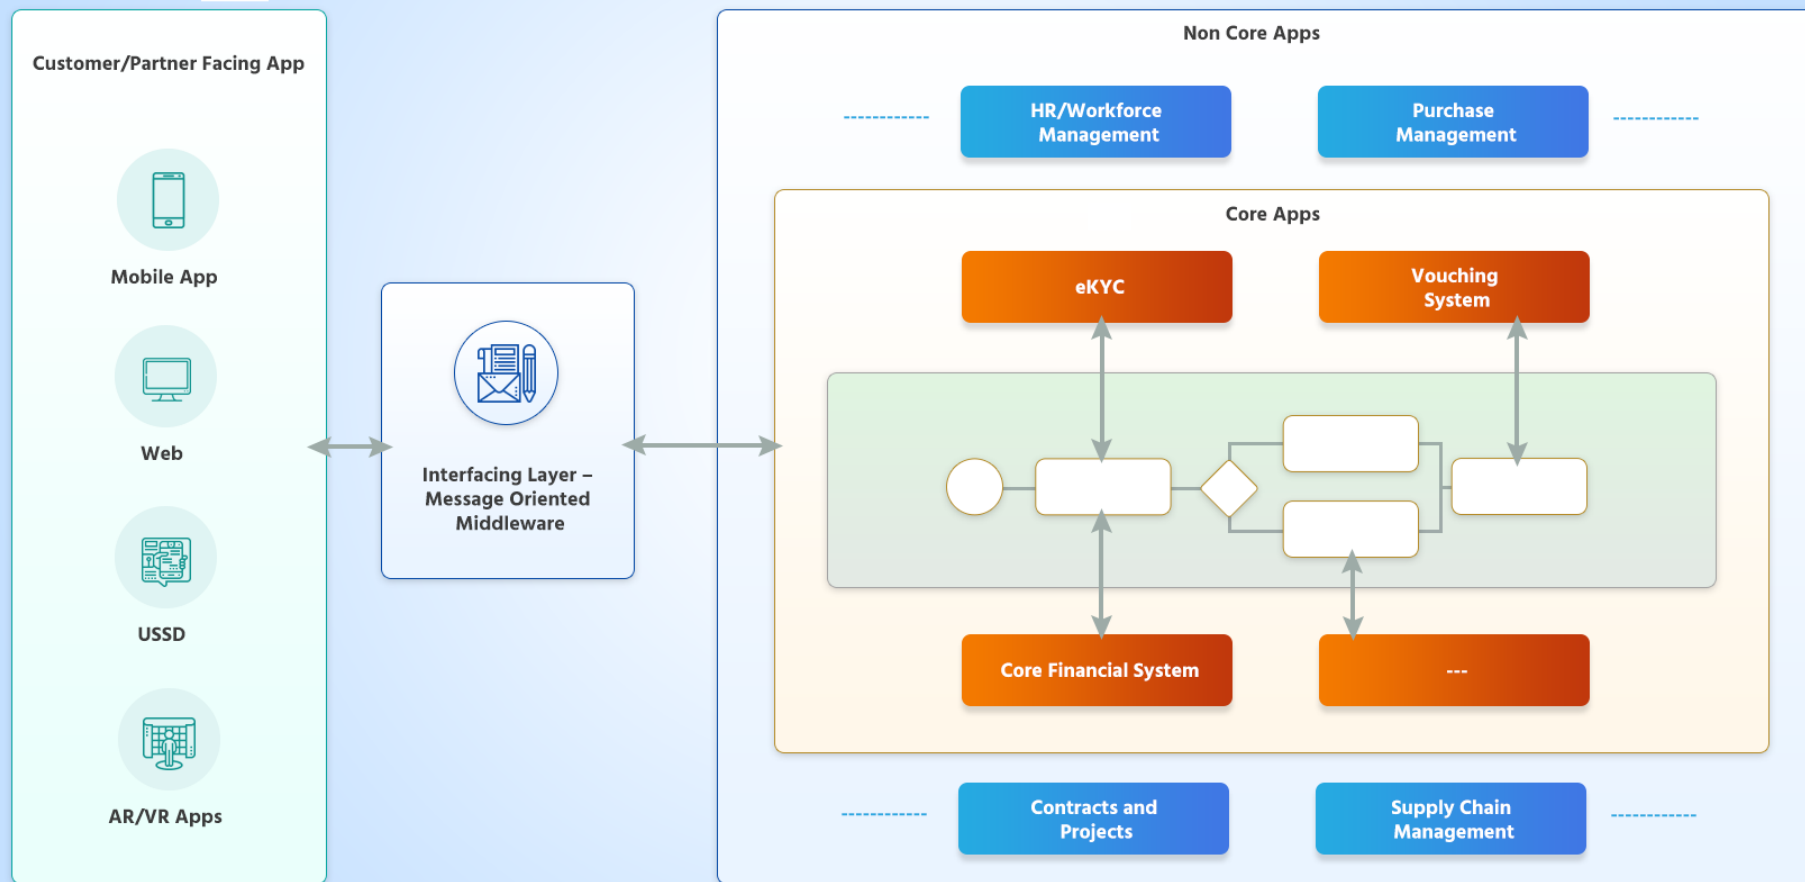 Customer/Partner Facing App
Mobile App
Web
USSD
AR/VR Apps
Interfacing Layer –
Message Oriented
Middleware
Non Core Apps
HR/Workforce
Management
Purchase
Management
Core Apps
eKYC
Vouching
System
Core Financial System
---
Contracts and
Projects
Supply Chain
Management